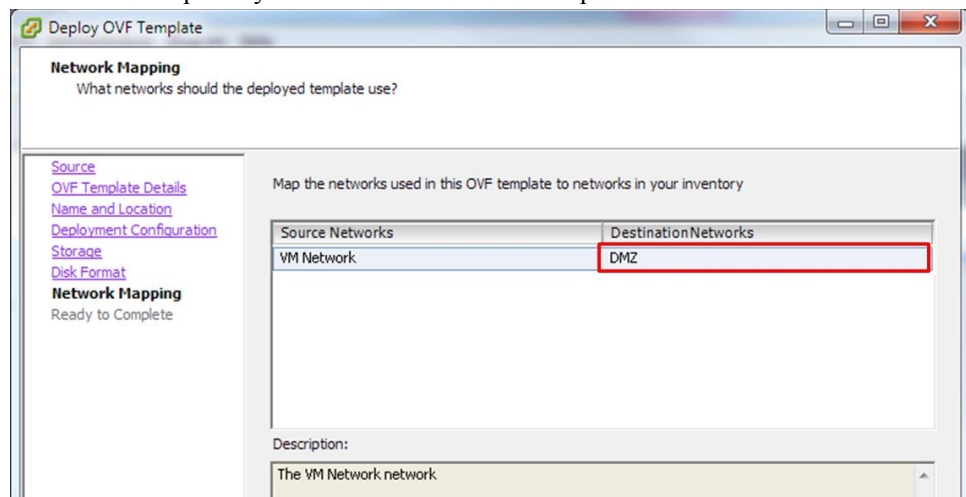 Deploy OVF Template
Network Mapping
What networks should the deployed template use?
Source
OVF Template Details
Name and Location
Deployment Configuration
Storage
Disk Format
Network Mapping
Ready to Complete
Map the networks used in this OVF template to networks in your inventory
Source Networks DestinationNetworks
VM Network DMZ
Description:
The VM Network network